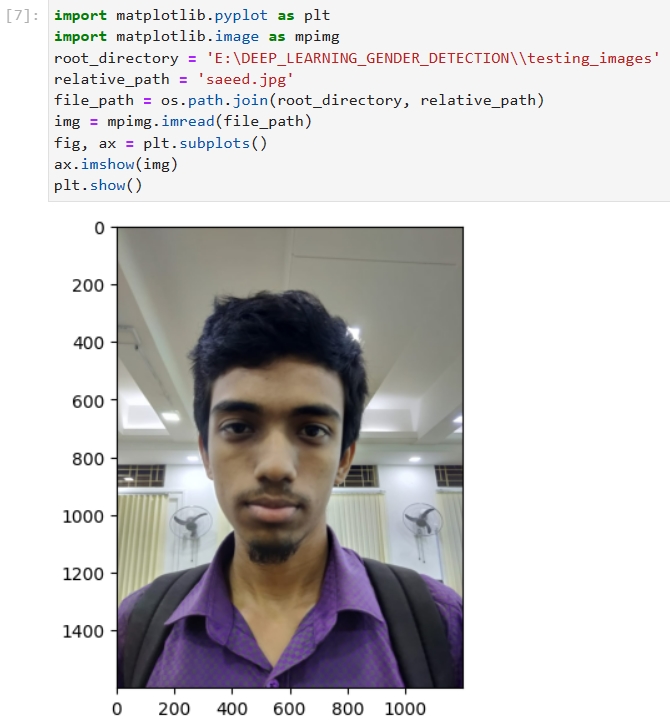 [7]: import matplotlib.pyplot as plt
import matplotlib.image as mpimg
root_directory = 'E:\DEEP_LEARNING_GENDER_DETECTION\\testing_images'
relative_path = 'saeed.jpg'
file_path = os.path.join(root_directory, relative_path)
img = mpimg.imread(file_path)
fig, ax = plt.subplots()
ax.imshow(img)
plt.show()
0
200
400
600
800
1000
1200
1400
0 200 400 600 800 1000